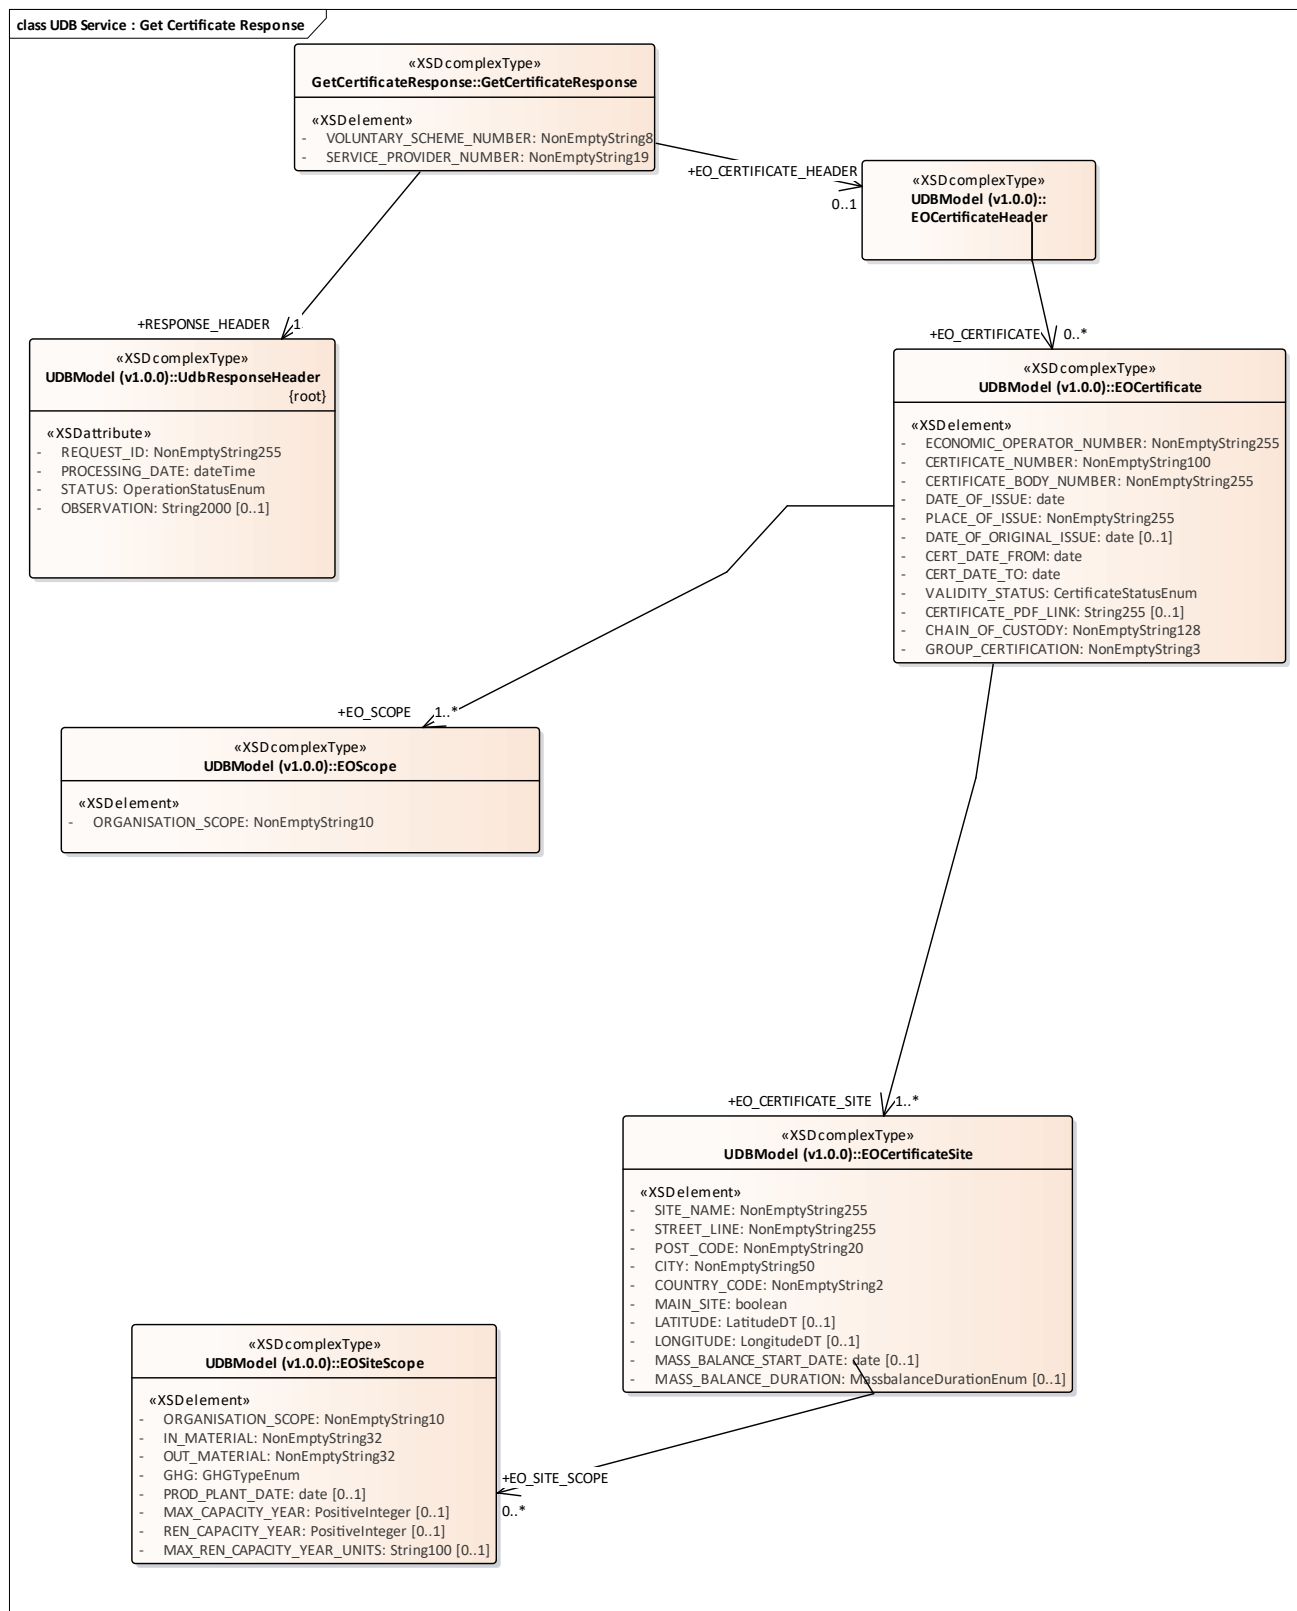 class UDB Service : Get Certificate Response
«XSDcomplexType»
GetCertificateResponse::GetCertificateResponse
«XSDelement»
- VOLUNTARY_SCHEME_NUMBER: NonEmptyString8
- SERVICE_PROVIDER_NUMBER: NonEmptyString19
+EO_CERTIFICATE_HEADER
0..1
«XSDcomplexType»
UDBModel (v1.0.0)::
EOCertificateHeader
+RESPONSE_HEADER 1
«XSDcomplexType»
UDBModel (v1.0.0)::UdbResponseHeader
{root}
«XSDattribute»
- REQUEST_ID: NonEmptyString255
- PROCESSING_DATE: dateTime
- STATUS: OperationStatusEnum
- OBSERVATION: String2000 [0..1]
+EO_CERTIFICATE 0..*
«XSDcomplexType»
UDBModel (v1.0.0)::EOCertificate
«XSDelement»
- ECONOMIC_OPERATOR_NUMBER: NonEmptyString255
- CERTIFICATE_NUMBER: NonEmptyString100
- CERTIFICATE_BODY_NUMBER: NonEmptyString255
- DATE_OF_ISSUE: date
- PLACE_OF_ISSUE: NonEmptyString255
- DATE_OF_ORIGINAL_ISSUE: date [0..1]
- CERT_DATE_FROM: date
- CERT_DATE_TO: date
- VALIDITY_STATUS: CertificateStatusEnum
- CERTIFICATE_PDF_LINK: String255 [0..1]
- CHAIN_OF_CUSTODY: NonEmptyString128
- GROUP_CERTIFICATION: NonEmptyString3
+EO_SCOPE 1..*
«XSDcomplexType»
UDBModel (v1.0.0)::EOScope
«XSDelement»
- ORGANISATION_SCOPE: NonEmptyString10
+EO_CERTIFICATE_SITE 1..*
«XSDcomplexType»
UDBModel (v1.0.0)::EOCertificateSite
«XSDelement»
- SITE_NAME: NonEmptyString255
- STREET_LINE: NonEmptyString255
- POST_CODE: NonEmptyString20
- CITY: NonEmptyString50
- COUNTRY_CODE: NonEmptyString2
- MAIN_SITE: boolean
- LATITUDE: LatitudeDT [0..1]
- LONGITUDE: LongitudeDT [0..1]
- MASS_BALANCE_START_DATE: date [0..1]
- MASS_BALANCE_DURATION: MassbalanceDurationEnum [0..1]
«XSDcomplexType»
UDBModel (v1.0.0)::EOSiteScope
«XSDelement»
- ORGANISATION_SCOPE: NonEmptyString10
- IN_MATERIAL: NonEmptyString32
- OUT_MATERIAL: NonEmptyString32
- GHG: GHGTypeEnum
- PROD_PLANT_DATE: date [0..1]
- MAX_CAPACITY_YEAR: PositiveInteger [0..1]
- REN_CAPACITY_YEAR: PositiveInteger [0..1]
- MAX_REN_CAPACITY_YEAR_UNITS: String100 [0..1]
+EO_SITE_SCOPE
0..*